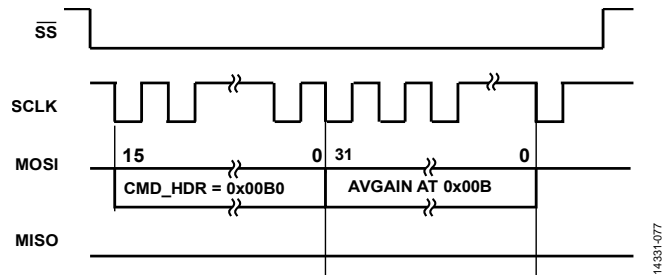 SS
SCLK
MOSI
15 0 31 0
CMD_HDR = 0x00B0 AVGAIN AT 0x00B
MISO
14331-077